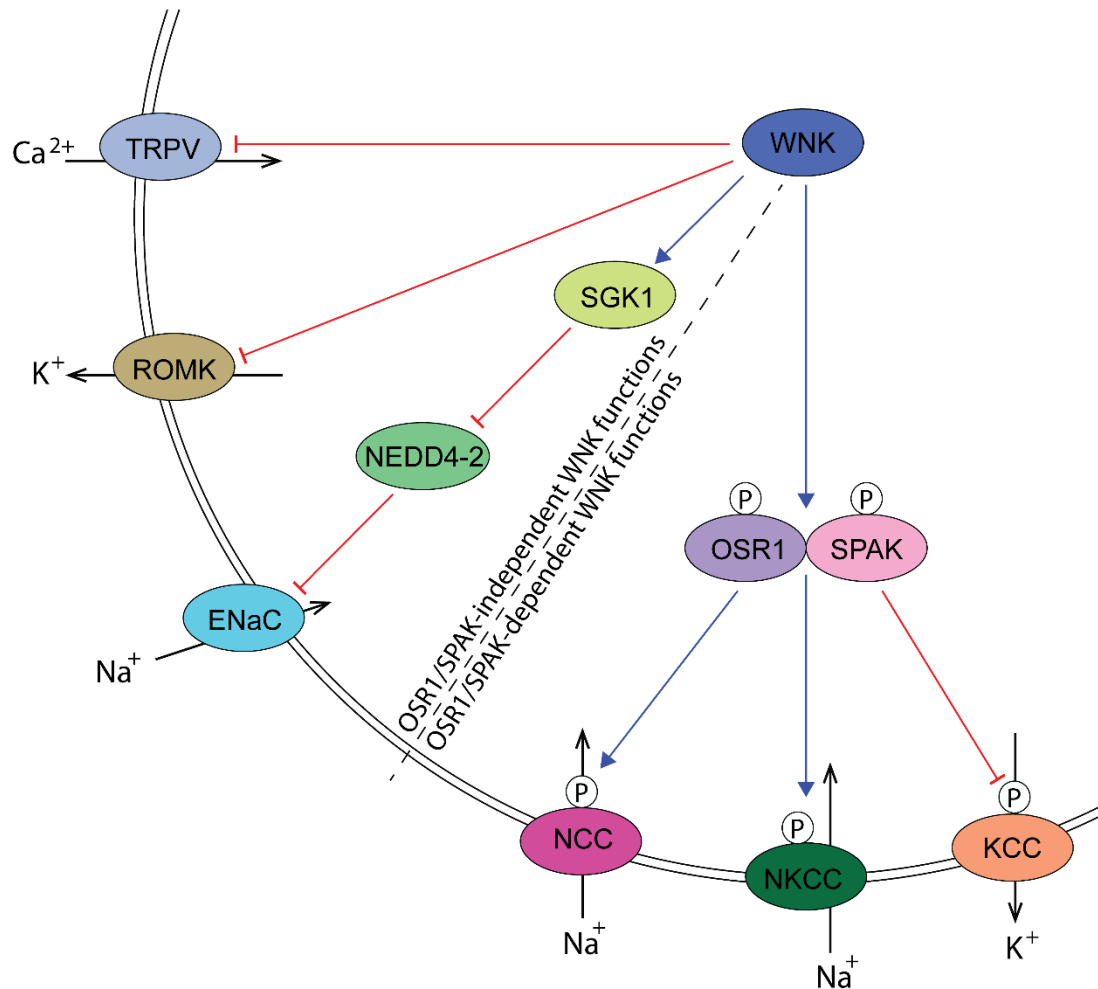 TRPV
WNK
Ca²⁺
SGK1
ROMK
K⁺
OSR1/SPAK-independent WNK functions
OSR1/SPAK-dependent WNK functions
NEDD4-2
P
P
OSR1
SPAK
ENaC
Na⁺
P
P
P
NCC
NKCC
KCC
Na⁺
Na⁺
K⁺